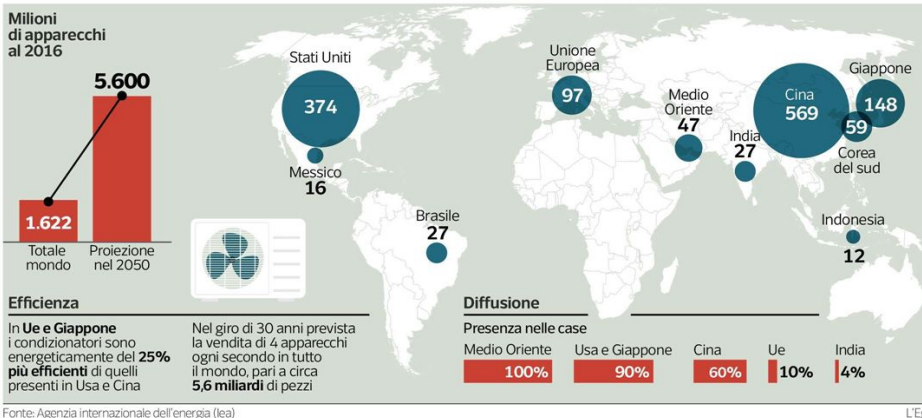 Milioni
di apparecchi
al 2016
5.600
1.622
Totale
mondo
Proiezione
nel 2050
Stati Uniti
374
Messico
16
Brasile
27
Unione
Europea
97
Medio
Oriente
47
India
27
Cina
569
Giappone
148
59
Corea
del sud
Indonesia
12
Efficienza
In Ue e Giappone
i condizionatori sono
energeticamente del 25%
più efficienti di quelli
presenti in Usa e Cina
Nel giro di 30 anni prevista
la vendita di 4 apparecchi
ogni secondo in tutto
il mondo, pari a circa
5,6 miliardi di pezzi
Diffusione
Presenza nelle case
Medio Oriente
100%
Usa e Giappone
90%
Cina
60%
Ue
10%
India
4%
Fonte: Agenzia internazionale dell'energia (Iea)